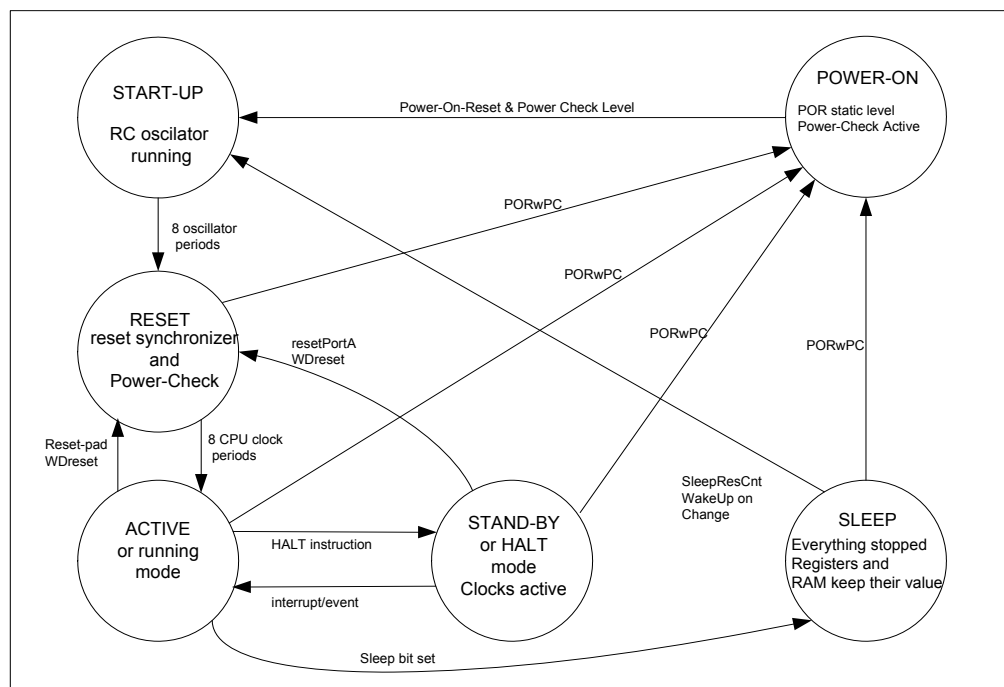 START-UP
RC oscilator
running
POWER-ON
POR static level
Power-Check Active
Power-On-Reset & Power Check Level
8 oscillator
periods
PORwPC
PORwPC
PORwPC
PORwPC
RESET
reset synchronizer
and
Power-Check
resetPortA
WDreset
Reset-pad
WDreset
8 CPU clock
periods
SleepResCnt
WakeUp on
Change
ACTIVE
or running
mode
HALT instruction
interrupt/event
STAND-BY
or HALT
mode
Clocks active
SLEEP
Everything stopped
Registers and
RAM keep their value
Sleep bit set